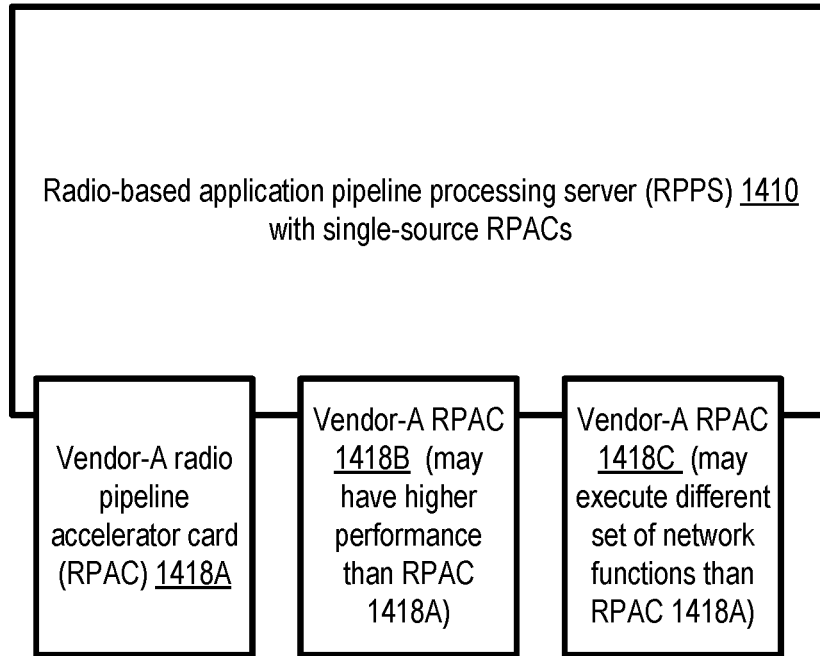 Radio-based application pipeline processing server (RPPS) 1410
with single-source RPACs
Vendor-A radio
pipeline
accelerator card
(RPAC) 1418A
Vendor-A RPAC
1418B (may
have higher
performance
than RPAC
1418A)
Vendor-A RPAC
1418C (may
execute different
set of network
functions than
RPAC 1418A)